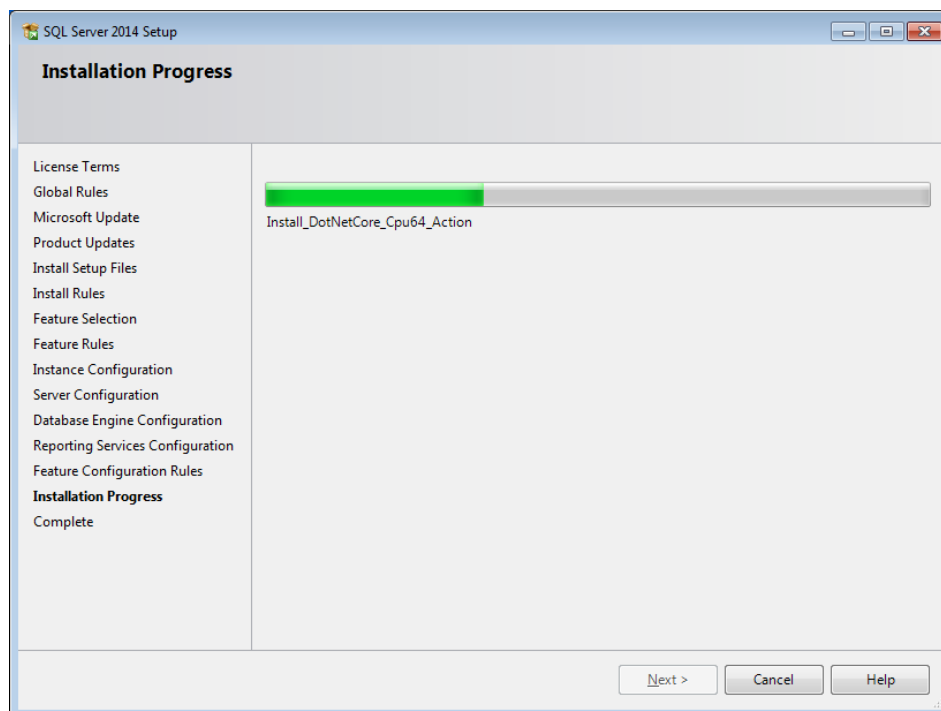 SQL Server 2014 Setup
Installation Progress
License Terms
Global Rules
Microsoft Update
Product Updates
Install Setup Files
Install Rules
Feature Selection
Feature Rules
Instance Configuration
Server Configuration
Database Engine Configuration
Reporting Services Configuration
Feature Configuration Rules
Installation Progress
Complete
Install_DotNetCore_Cpu64_Action
Next >
Cancel
Help